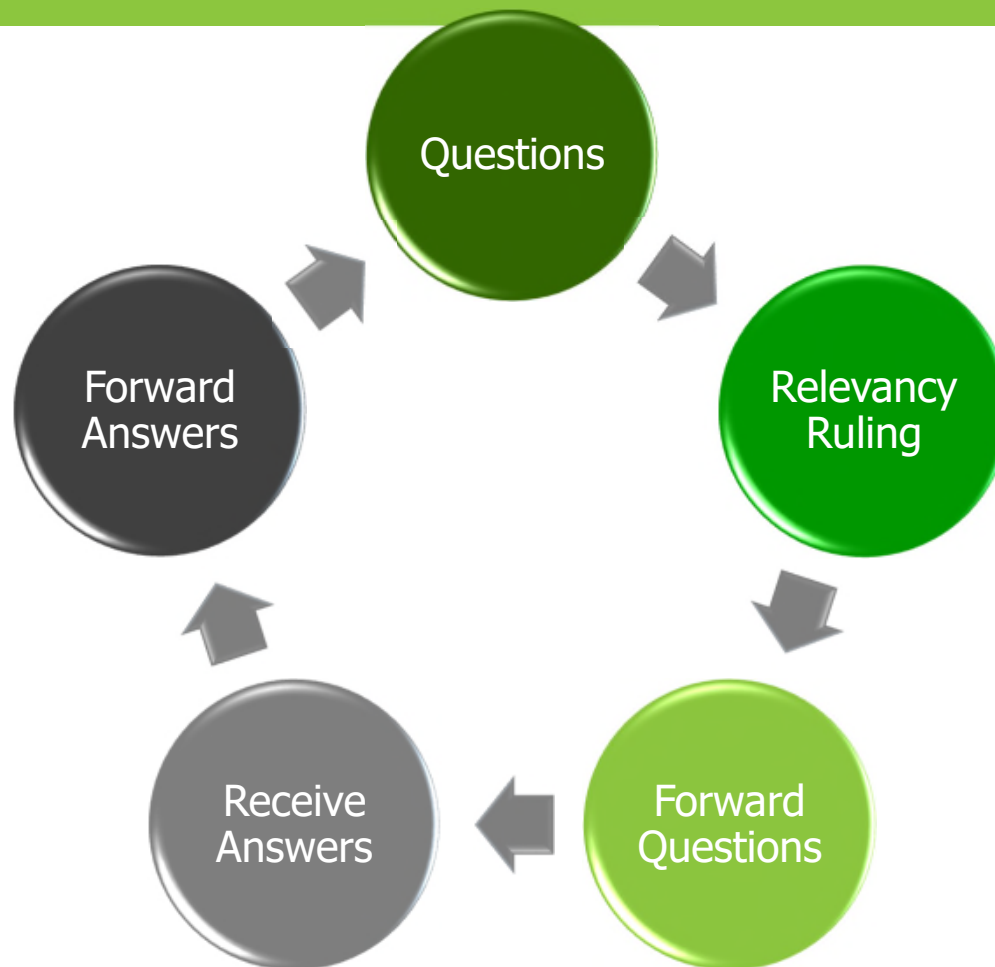 Questions
Relevancy
Ruling
Forward
Questions
Receive
Answers
Forward
Answers